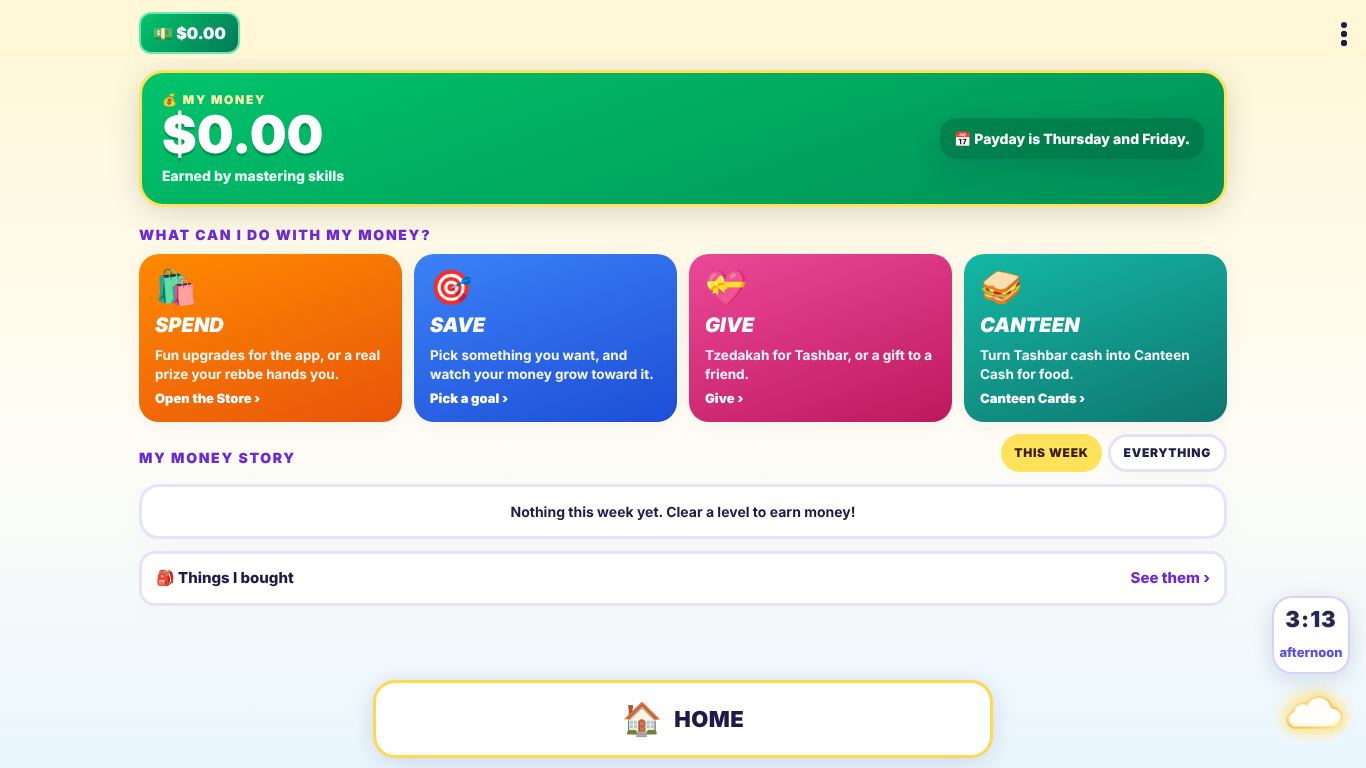 $0.00
MY MONEY
$0.00
Earned by mastering skills
Payday is Thursday and Friday.
WHAT CAN I DO WITH MY MONEY?
SPEND
Fun upgrades for the app, or a real
prize your rebbe hands you.
Open the Store ›
SAVE
Pick something you want, and
watch your money grow toward it.
Pick a goal ›
GIVE
Tzedakah for Tashbar, or a gift to a
friend.
Give ›
CANTEEN
Turn Tashbar cash into Canteen
Cash for food.
Canteen Cards ›
MY MONEY STORY
THIS WEEK
EVERYTHING
Nothing this week yet. Clear a level to earn money!
Things I bought
See them ›
3:13
afternoon
HOME